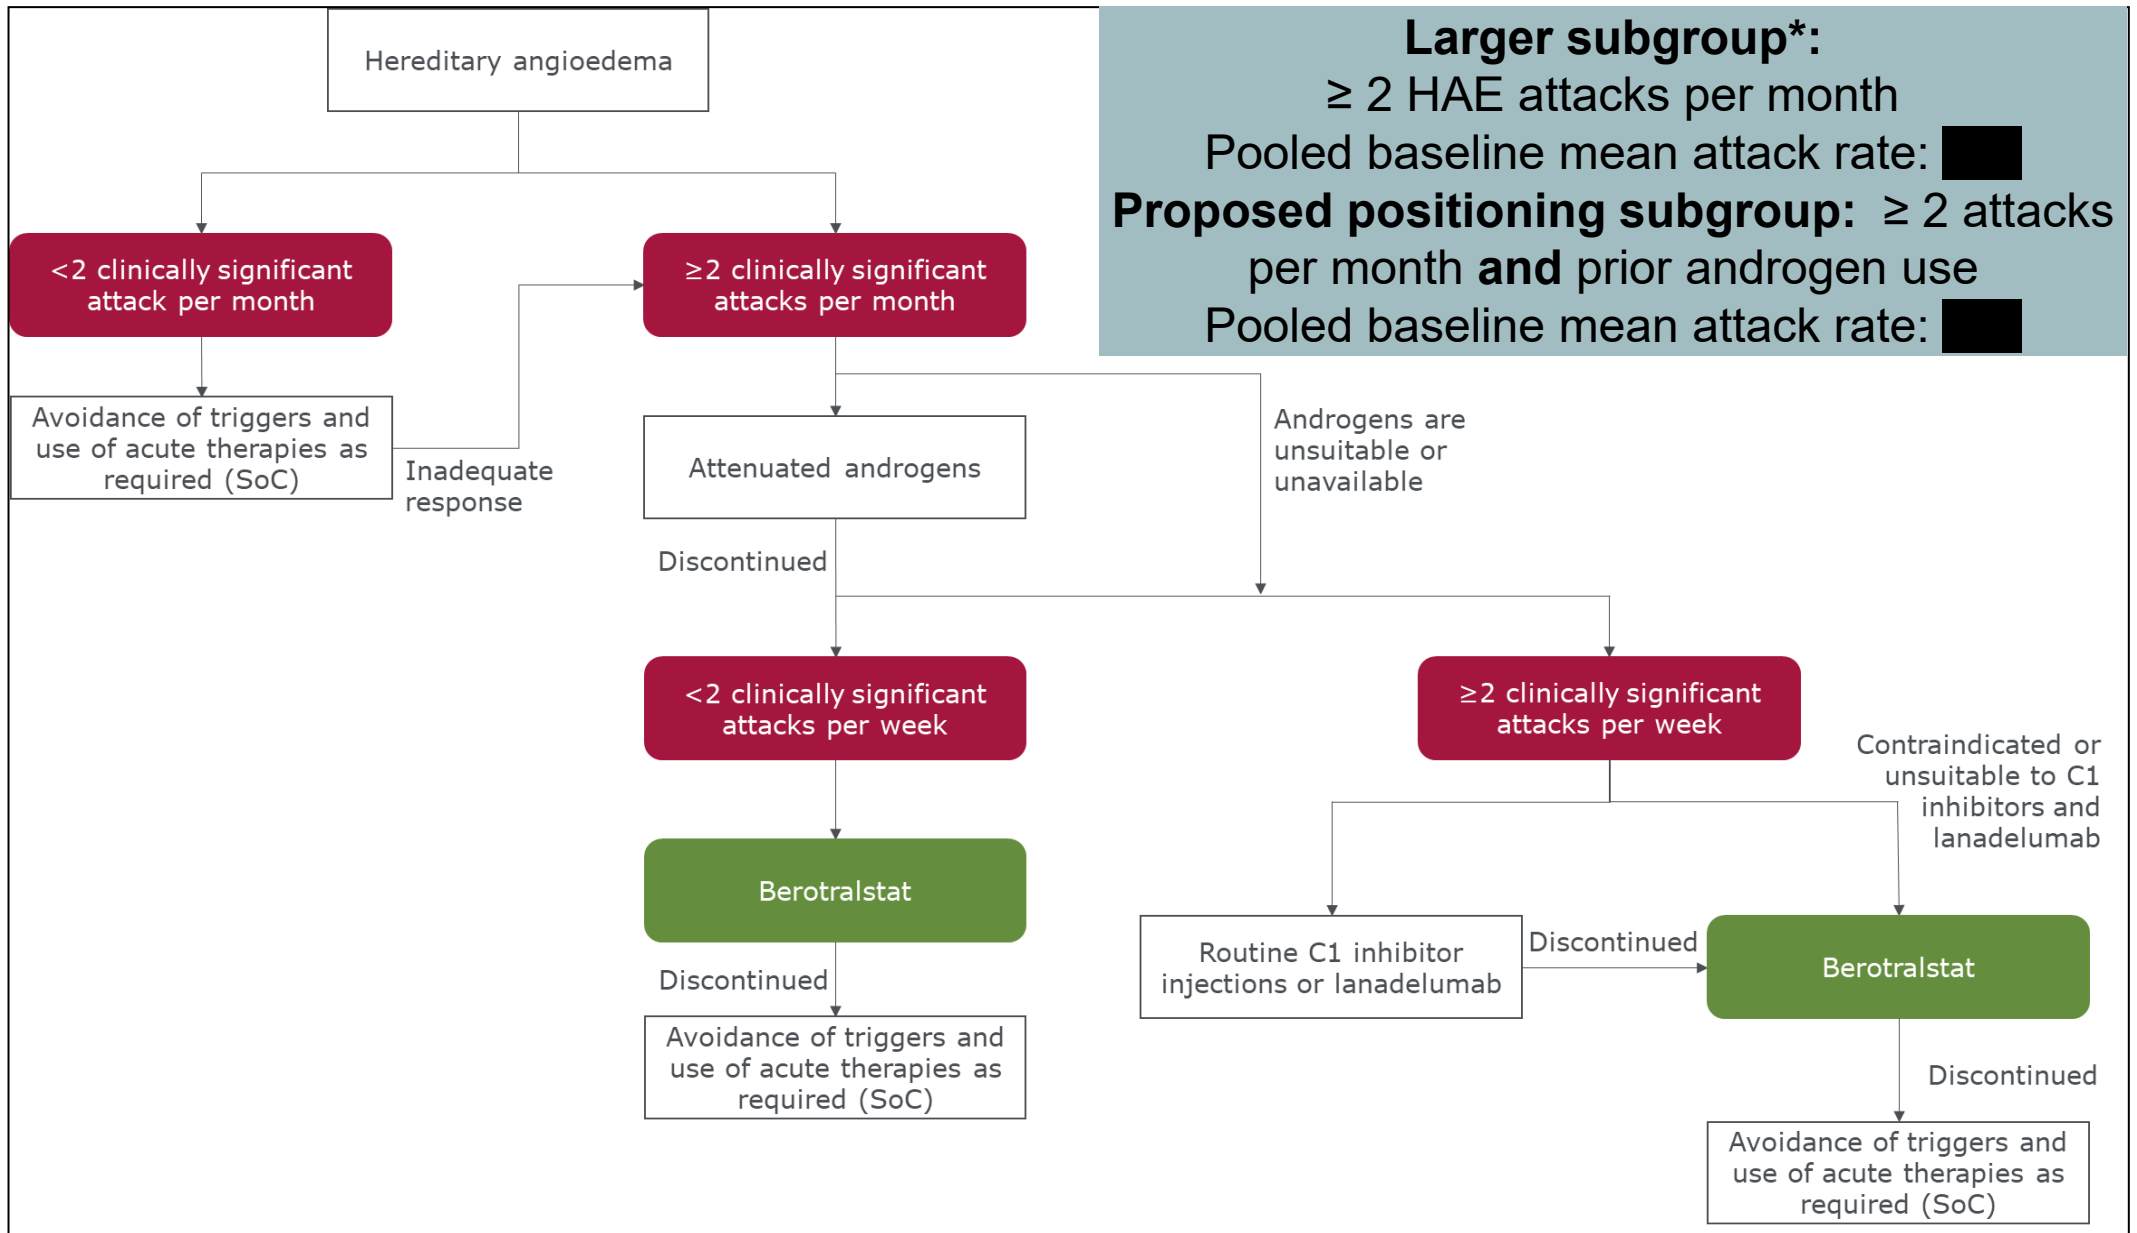 Hereditary angioedema
Larger subgroup*:
≥ 2 HAE attacks per month
Pooled baseline mean attack rate:
Proposed positioning subgroup: ≥ 2 attacks
per month and prior androgen use
Pooled baseline mean attack rate:
<2 clinically significant
attack per month
≥2 clinically significant
attacks per month
Avoidance of triggers and
use of acute therapies as
required (SoC)
Inadequate
response
Attenuated androgens
Androgens are
unsuitable or
unavailable
Discontinued
<2 clinically significant
attacks per week
≥2 clinically significant
attacks per week
Contraindicated or
unsuitable to C1
inhibitors and
lanadelumab
Berotralstat
Routine C1 inhibitor
injections or lanadelumab
Discontinued
Berotralstat
Discontinued
Avoidance of triggers and
use of acute therapies as
required (SoC)
Discontinued
Avoidance of triggers and
use of acute therapies as
required (SoC)